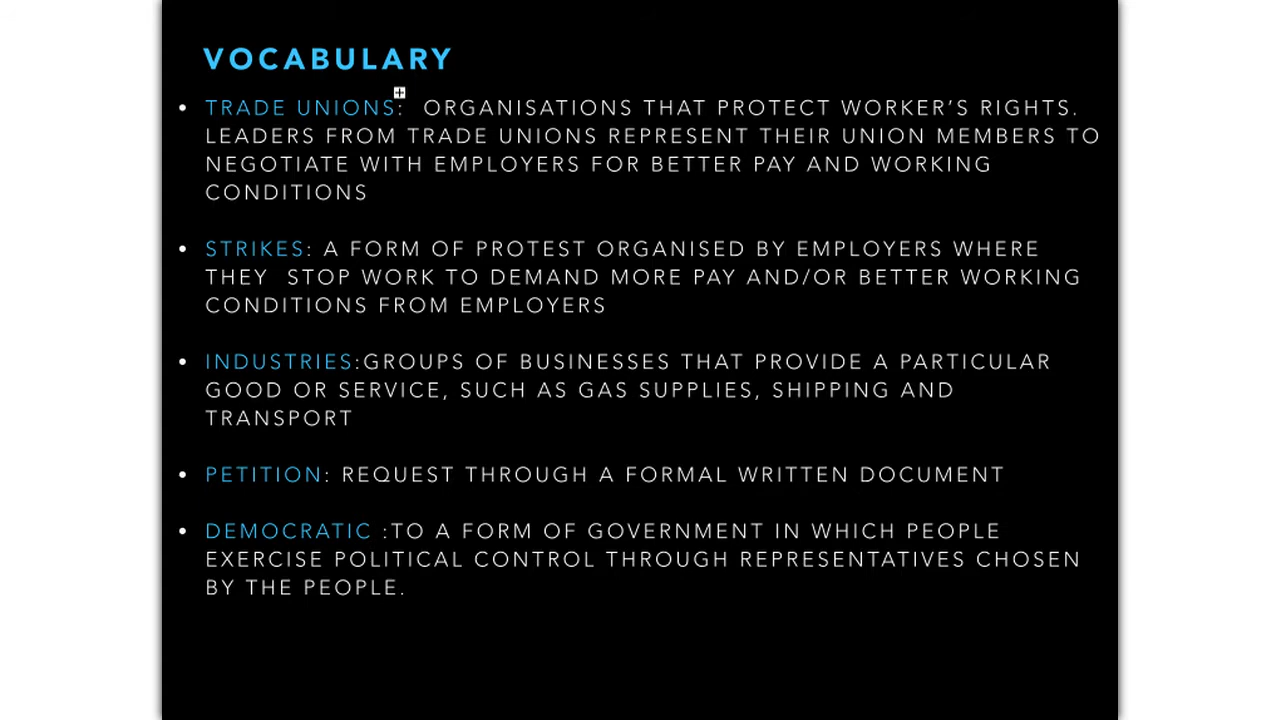 VOCABULARY
• TRADE UNIONS: ORGANISATIONS THAT PROTECT WORKER'S RIGHTS.
LEADERS FROM TRADE UNIONS REPRESENT THEIR UNION MEMBERS TO
NEGOTIATE WITH EMPLOYERS FOR BETTER PAY AND WORKING
CONDITIONS
• STRIKES: A FORM OF PROTEST ORGANISED BY EMPLOYERS WHERE
THEY STOP WORK TO DEMAND MORE PAY AND/OR BETTER WORKING
CONDITIONS FROM EMPLOYERS
• INDUSTRIES:GROUPS OF BUSINESSES THAT PROVIDE A PARTICULAR
GOOD OR SERVICE, SUCH AS GAS SUPPLIES, SHIPPING AND
TRANSPORT
• PETITION: REQUEST THROUGH A FORMAL WRITTEN DOCUMENT
• DEMOCRATIC :TO A FORM OF GOVERNMENT IN WHICH PEOPLE
EXERCISE POLITICAL CONTROL THROUGH REPRESENTATIVES CHOSEN
BY THE PEOPLE.